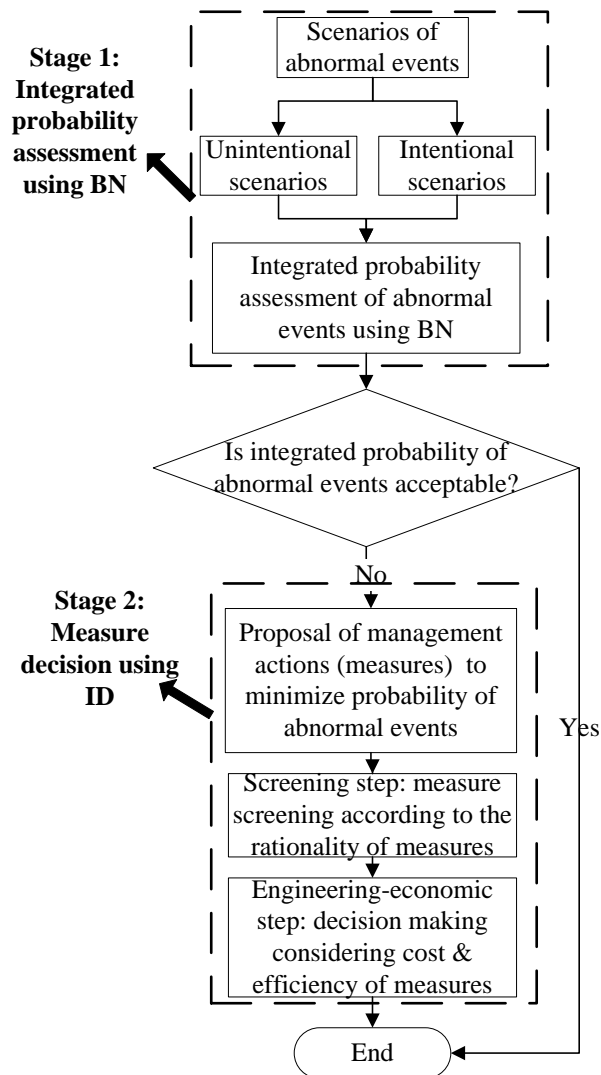 Stage 1:
Integrated
probability
assessment
using BN
Scenarios of
abnormal events
Unintentional
scenarios
Intentional
scenarios
Integrated probability
assessment of abnormal
events using BN
Is integrated probability of
abnormal events acceptable?
No
Yes
Stage 2:
Measure
decision using
ID
Proposal of management
actions (measures) to
minimize probability of
abnormal events
Screening step: measure
screening according to the
rationality of measures
Engineering-economic
step: decision making
considering cost &
efficiency of measures
End